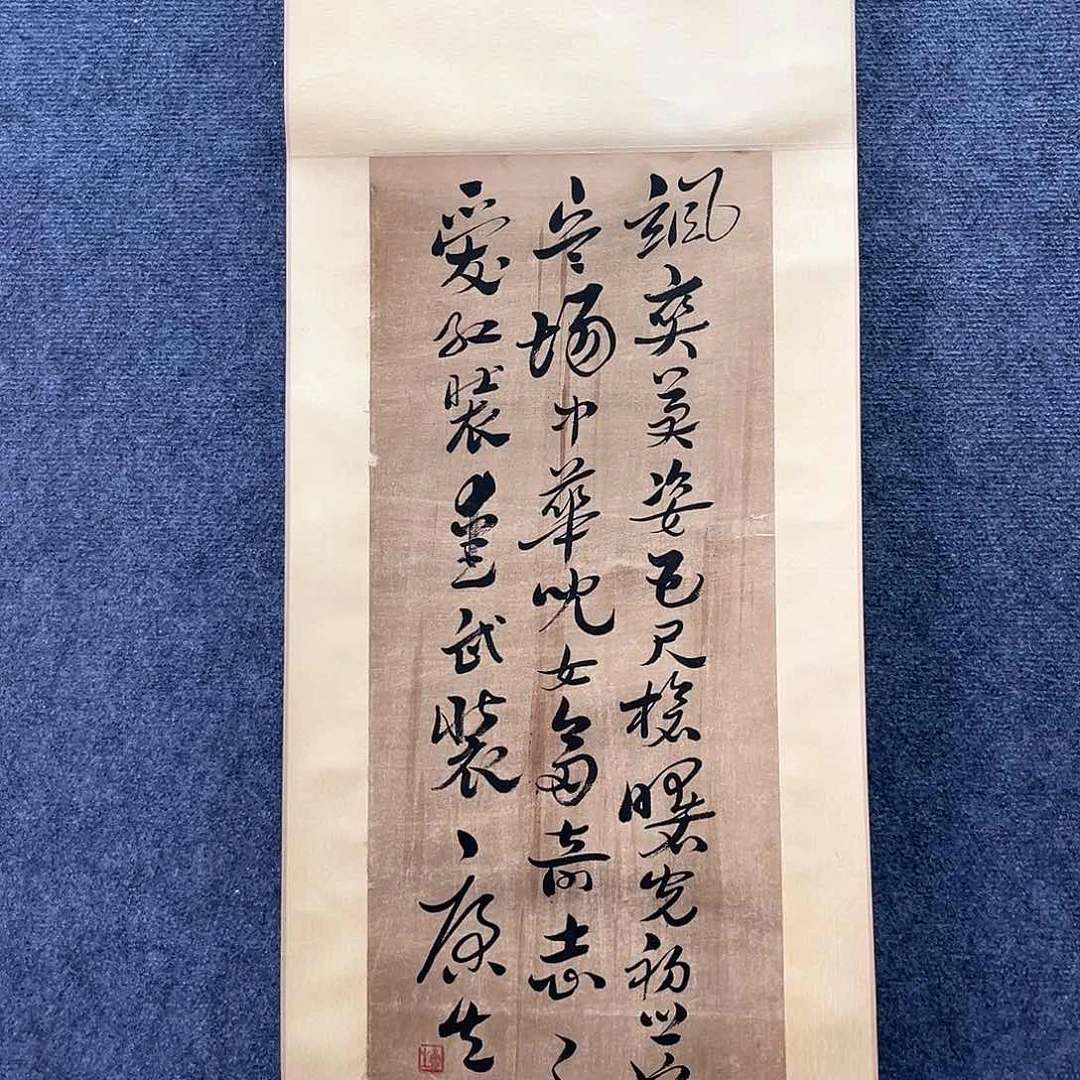 颯爽英姿五尺槍曙光初
兵場中華兒女多奇志
愛紅裝愛武裝、康生